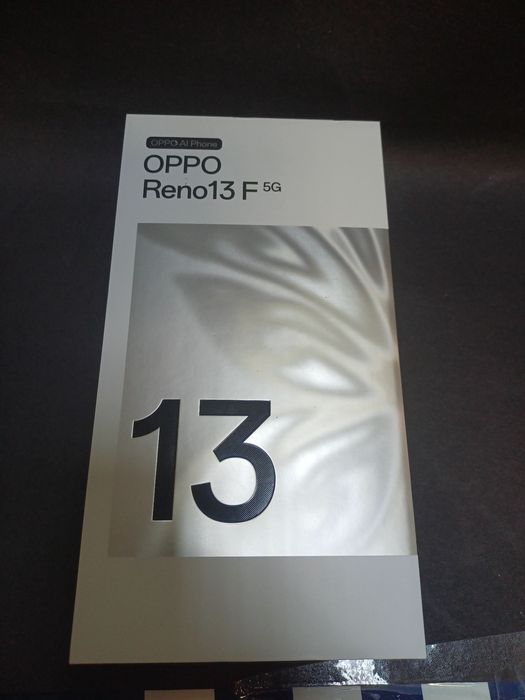 OPPO AI Phone
OPPO
Reno13 F 5G
13